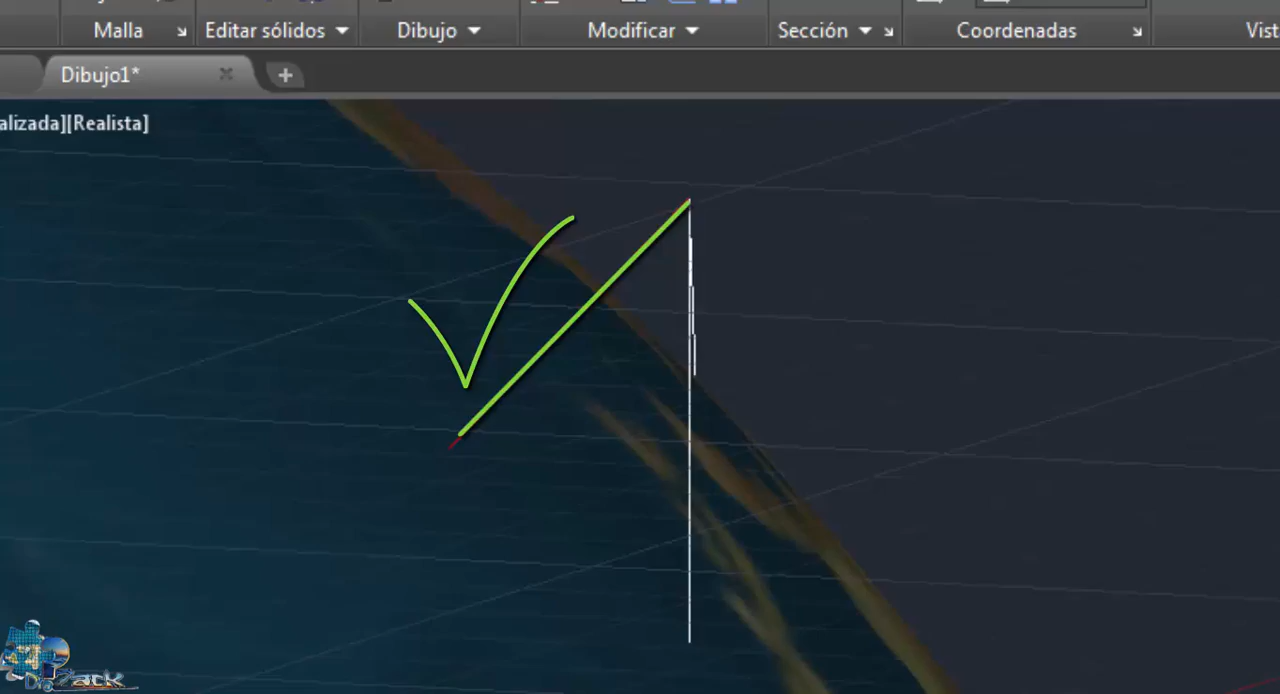 Malla Editar sólidos Dibujo Modificar Sección Coordenadas Vist
Dibujo1*
alizada][Realista]